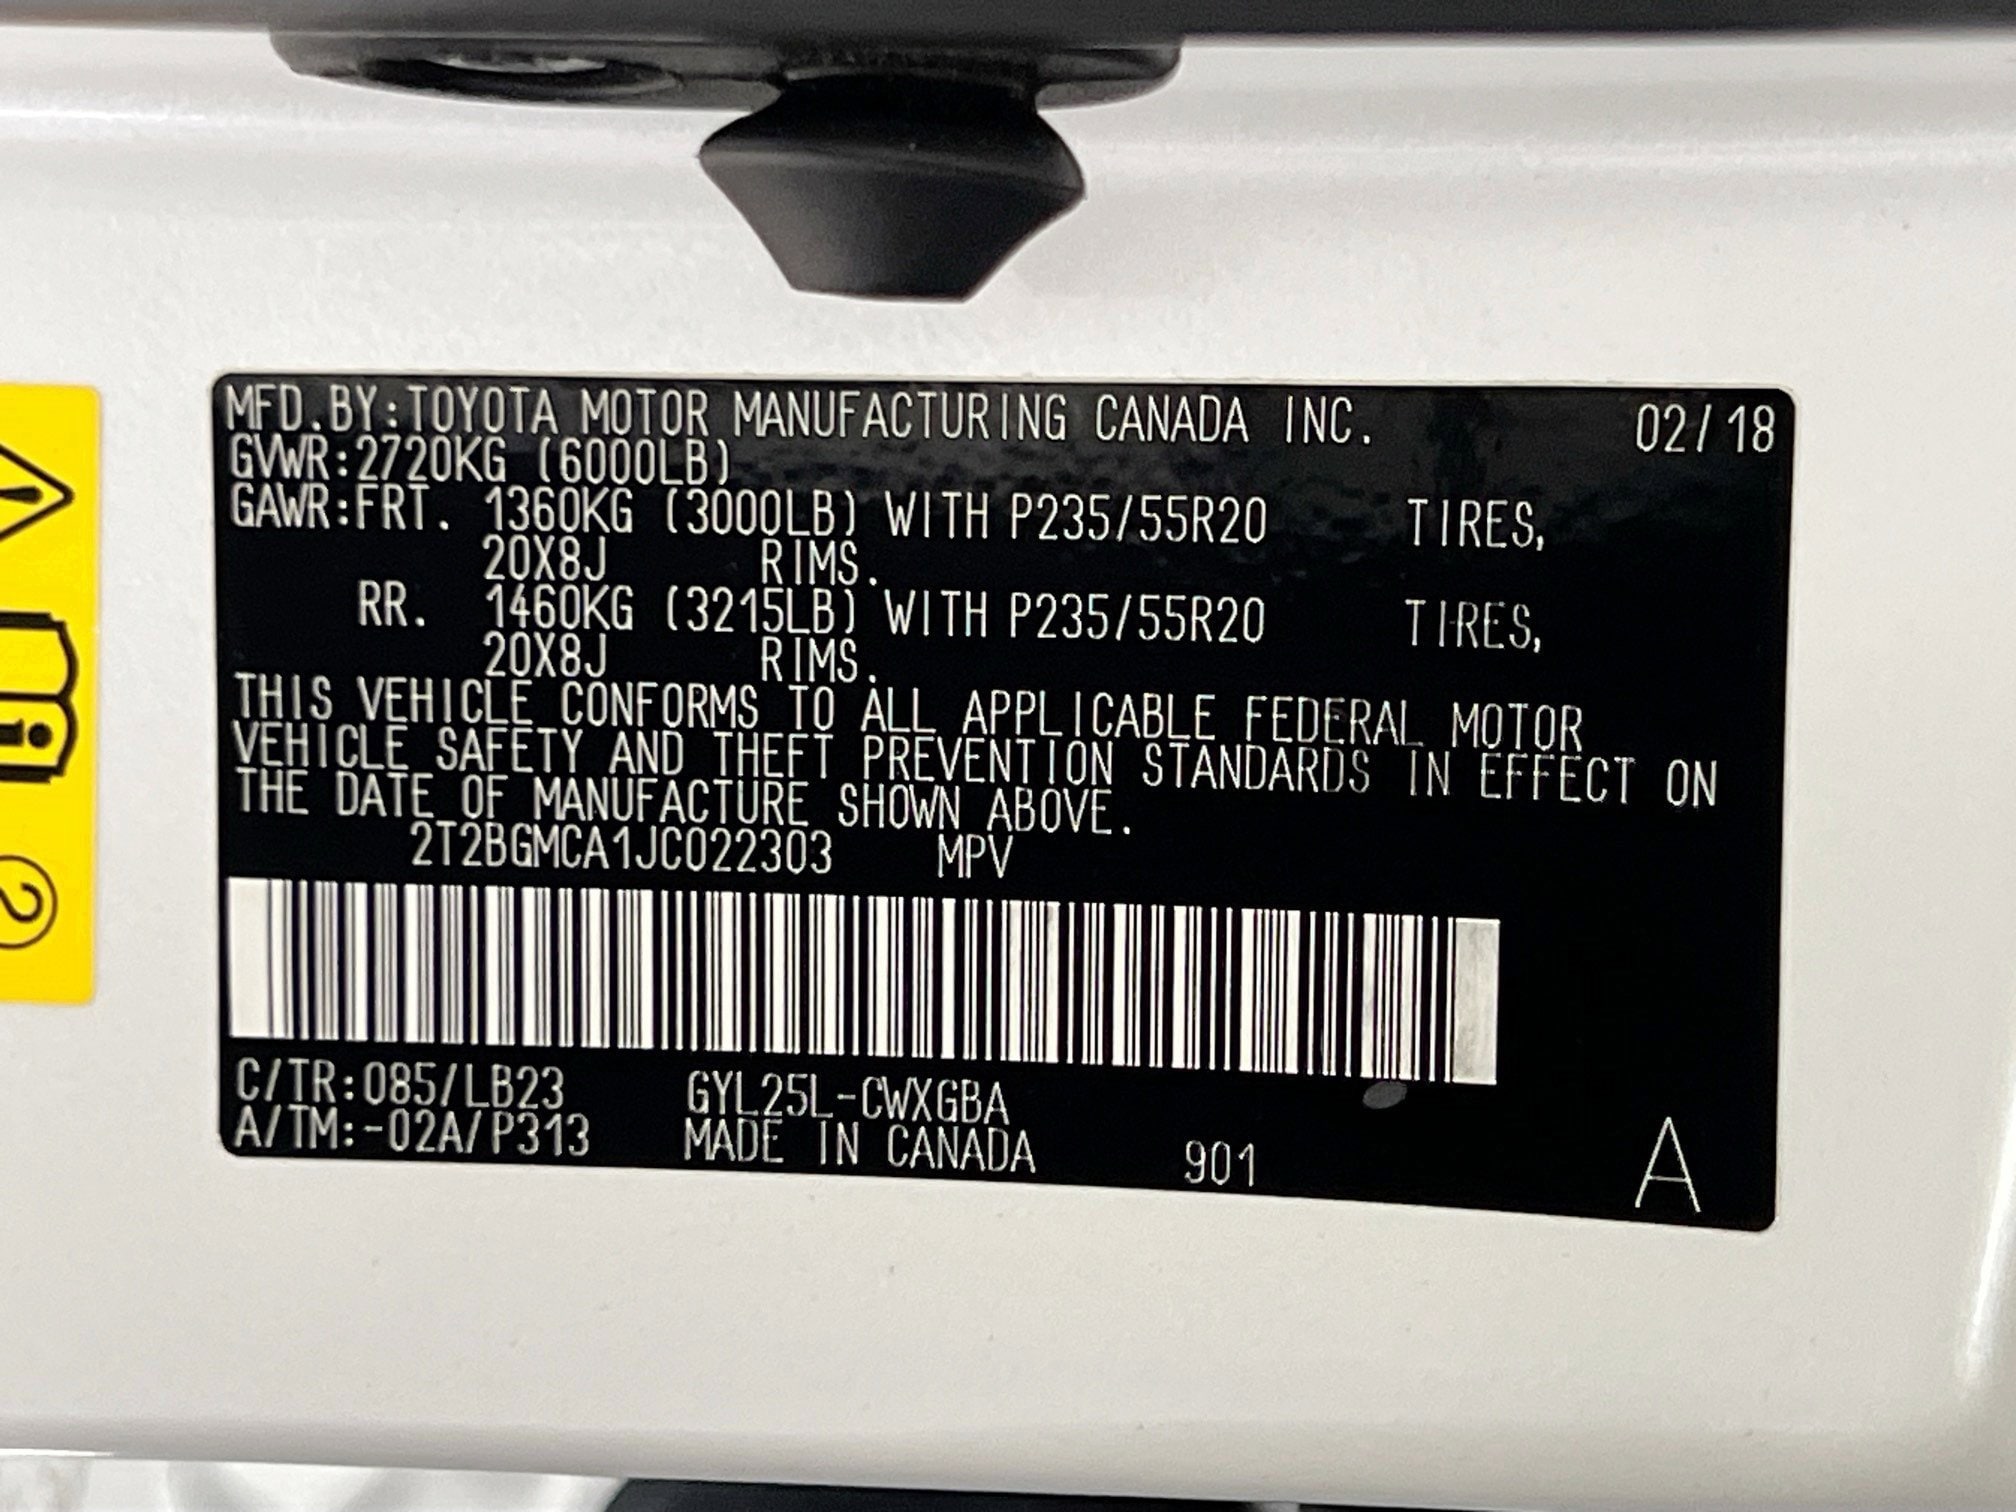 MFD.BY:TOYOTA MOTOR MANUFACTURING CANADA INC. 02/18
GVWR:2720KG (6000LB)
GAWR:FRT. 1360KG (3000LB) WITH P235/55R20 TIRES,
20X8J RIMS.
RR. 1460KG (3215LB) WITH P235/55R20 TIRES,
20X8J RIMS.
THIS VEHICLE CONFORMS TO ALL APPLICABLE FEDERAL MOTOR
VEHICLE SAFETY AND THEFT PREVENTION STANDARDS IN EFFECT ON
THE DATE OF MANUFACTURE SHOWN ABOVE.
2T2BGMCA1JC022303 MPV
C/TR:085/LB23 GYL25L-CWXGBA
A/TM:-02A/P313 MADE IN CANADA 901 A
2